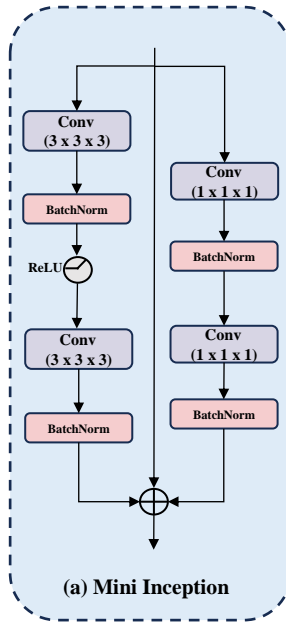 Conv
(3 x 3 x 3)
BatchNorm
ReLU
Conv
(3 x 3 x 3)
BatchNorm
Conv
(1 x 1 x 1)
BatchNorm
Conv
(1 x 1 x 1)
BatchNorm
(a) Mini Inception